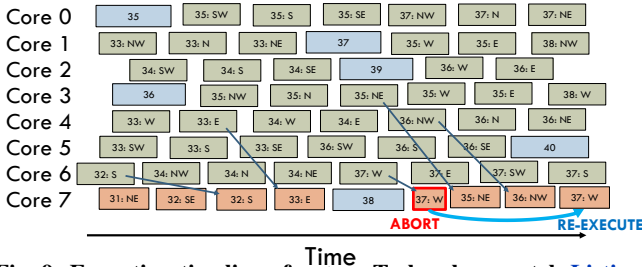 Core 0 35 35: SW 35: S 35: SE 37: NW 37: N 37: NE
Core 1 33: NW 33: N 33: NE 37 35: W 35: E 38: NW
Core 2 34: SW 34: S 34: SE 39 36: W 36: E
Core 3 36 35: NW 35: N 35: NE 35: W 35: E 38: W
Core 4 33: W 33: E 34: W 34: E 36: NW 36: N 36: NE
Core 5 33: SW 33: S 33: SE 36: SW 36: S 36: SE 40
Core 6 32: S 34: NW 34: N 34: NE 37: W 37: E 37: SW 37: S
Core 7 31: NE 32: SE 32: S 33: E 38 37: W 35: NE 36: NW 37: W
ABORT RE-EXECUTE
Time